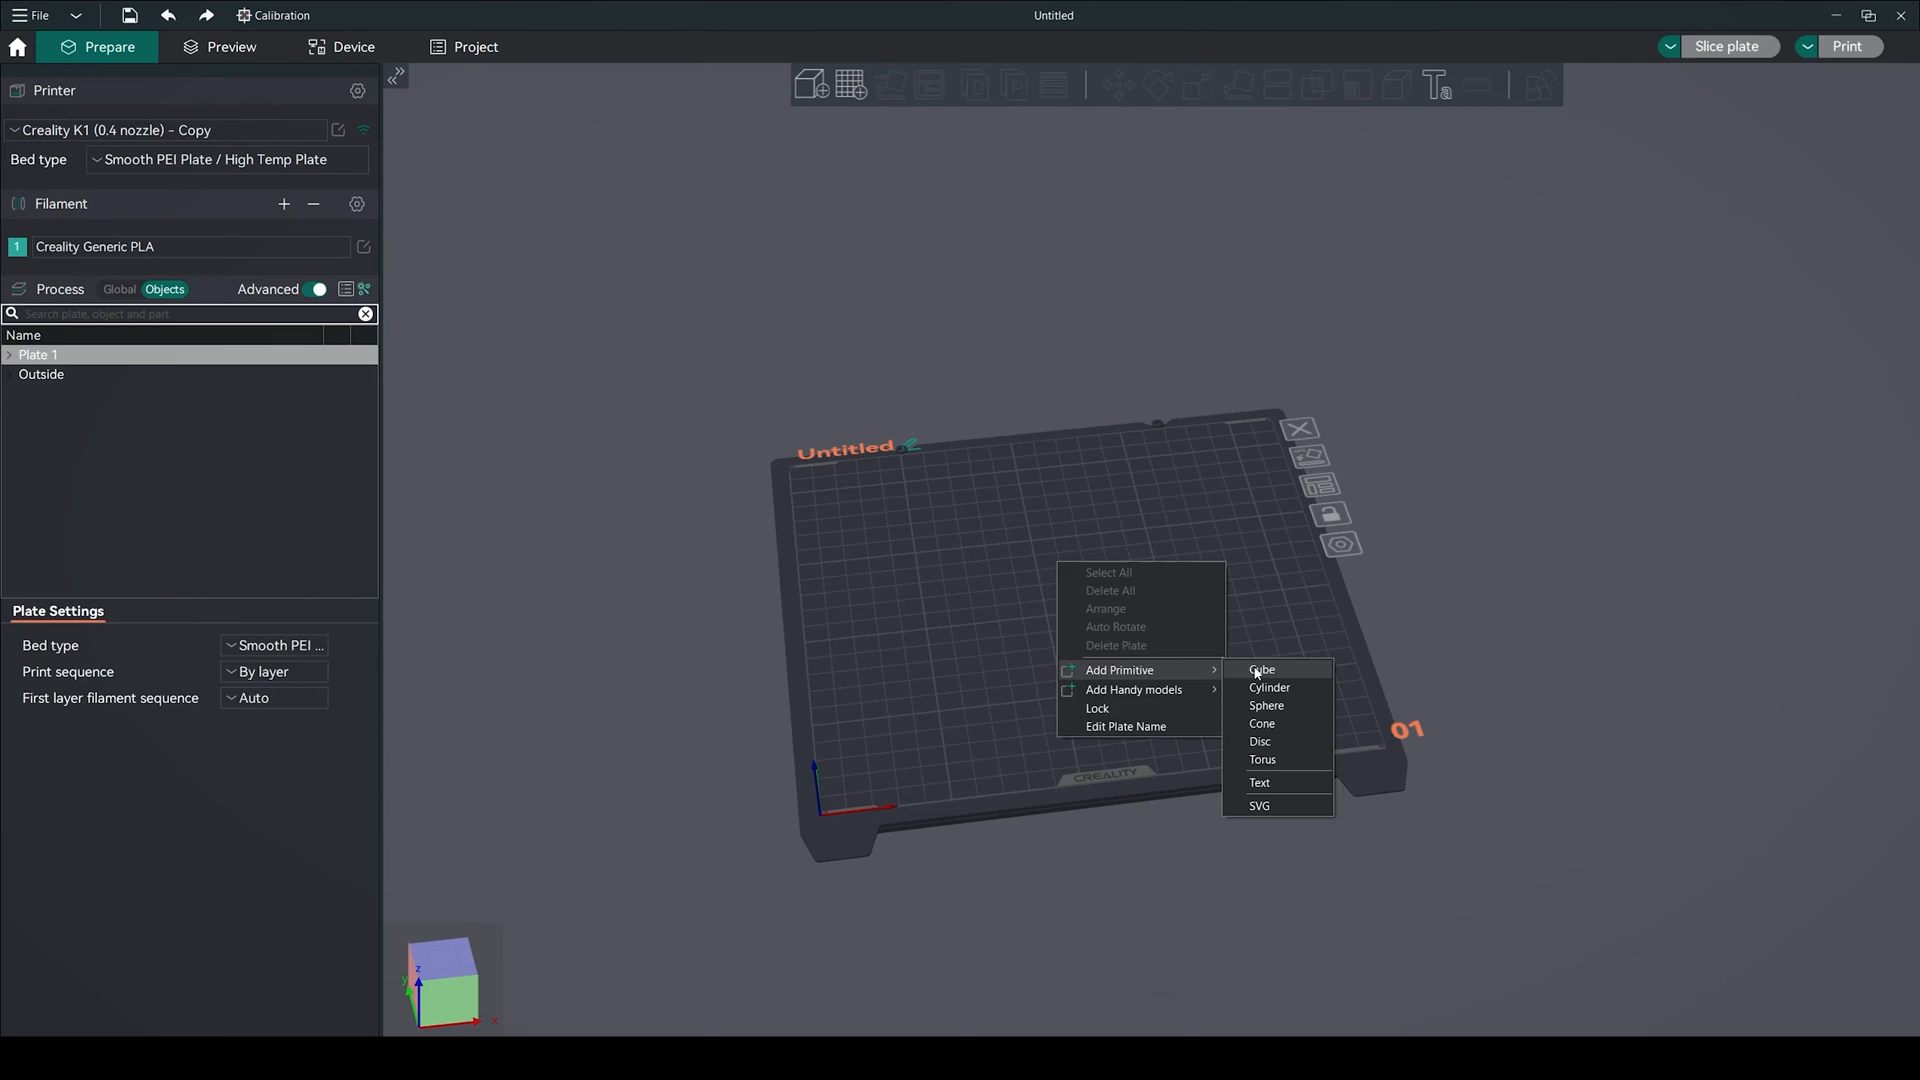 File
Calibration
Untitled
Prepare
Preview
Device
Project
Slice plate
Print
Printer
Creality K1 (0.4 nozzle) - Copy
Bed type
Smooth PEI Plate / High Temp Plate
Filament
1
Creality Generic PLA
Process
Global
Objects
Advanced
Search plate, object and part.
Name
Plate 1
Outside
Plate Settings
Bed type
Smooth PEI ...
Print sequence
By layer
First layer filament sequence
Auto
Untitled
Select All
Delete All
Arrange
Auto Rotate
Delete Plate
Add Primitive
Add Handy models
Lock
Edit Plate Name
Cube
Cylinder
Sphere
Cone
Disc
Torus
Text
SVG
01
CREALITY
z
y
x
Ta